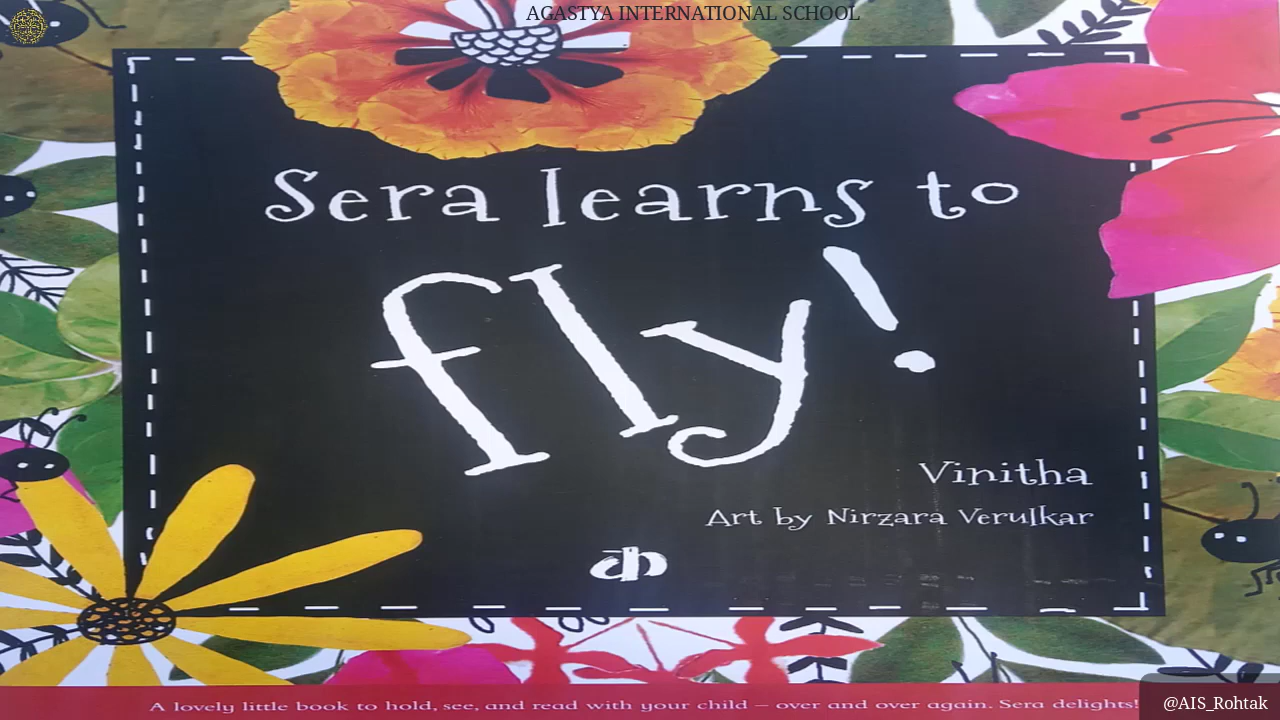 AGASTYA INTERNATIONAL SCHOOL
Sera learns to
fly!
Vinitha
Art by Nirzara Verulkar
क
A lovely little book to hold, see, and read with your child – over and over again. Sera delights!
@AIS_Rohtak